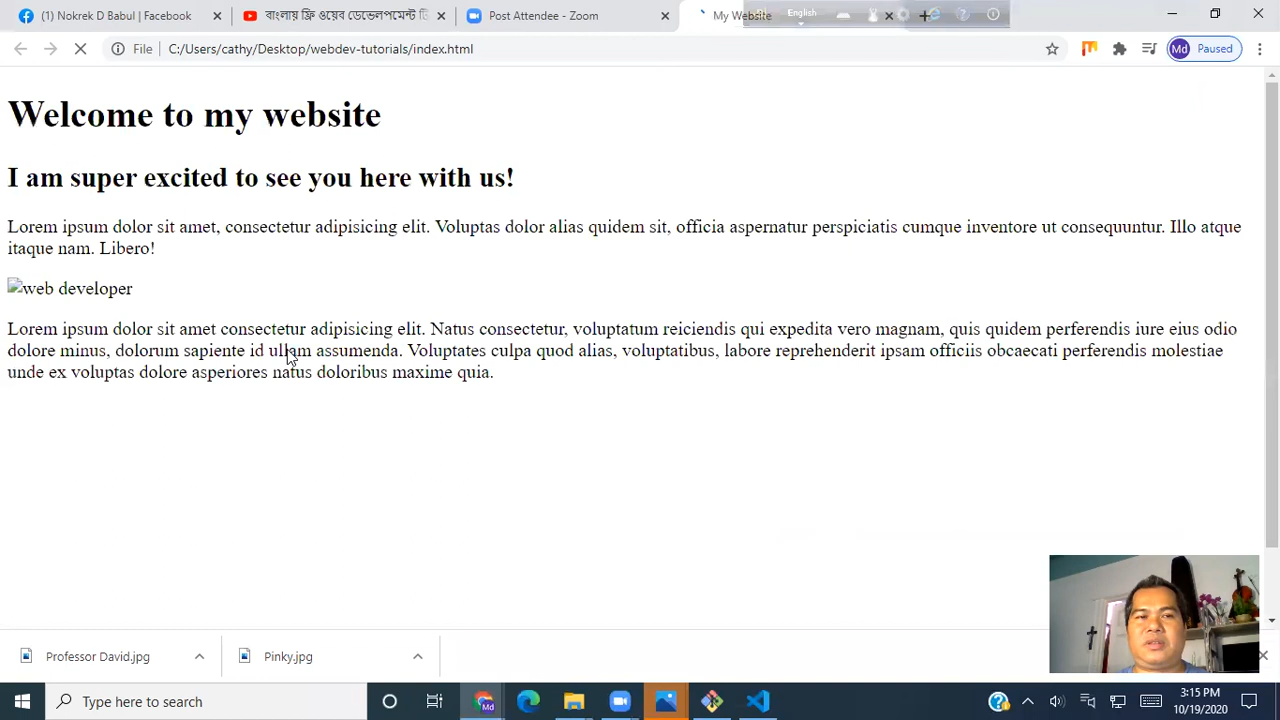 (1) Nokrek Babul | Facebook
বাংলায় ফ্রি ওয়েব ডেভেলপমেন্ট
Post Attendee - Zoom
My Website
English
File
C:/Users/cathy/Desktop/webdev-tutorials/index.html
Md
Paused
Welcome to my website
I am super excited to see you here with us!
Lorem ipsum dolor sit amet, consectetur adipisicing elit. Voluptas dolor alias quidem sit, officia aspernatur perspiciatis cumque inventore ut consequuntur. Illo atque
itaque nam. Libero!
web developer
Lorem ipsum dolor sit amet consectetur adipisicing elit. Natus consectetur, voluptatum reiciendis qui expedita vero magnam, quis quidem perferendis iure eius odio
dolore minus, dolorum sapiente id ullam assumenda. Voluptates culpa quod alias, voluptatibus, labore reprehenderit ipsam officiis obcaecati perferendis molestiae
unde ex voluptas dolore asperiores natus doloribus maxime quia.
Professor David.jpg
Pinky.jpg
Type here to search
Md
3:15 PM
10/19/2020